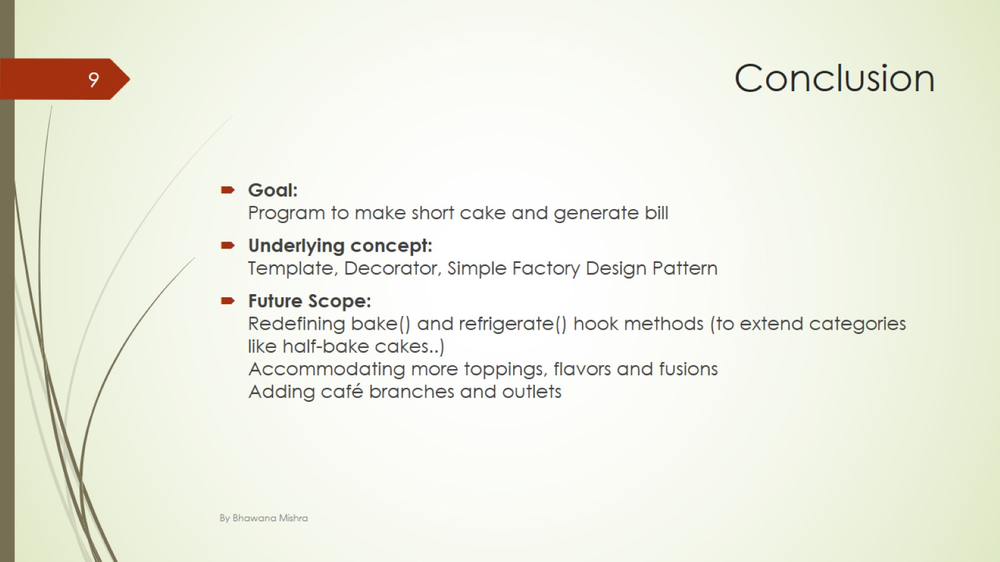 9
Conclusion
Goal:
Program to make short cake and generate bill
Underlying concept:
Template, Decorator, Simple Factory Design Pattern
Future Scope:
Redefining bake() and refrigerate() hook methods (to extend categories
like half-bake cakes..)
Accommodating more toppings, flavors and fusions
Adding café branches and outlets
By Bhawana Mishra